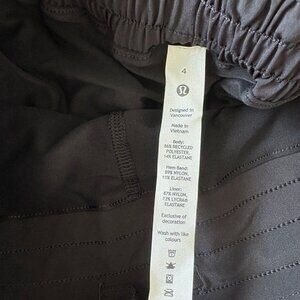 4
Designed in
Vancouver
Made in
Vietnam
Body:
86% RECYCLED
POLYESTER,
14% ELASTANE
Hem Band:
89% NYLON,
11% ELASTANE
Liner:
87% NYLON,
13% LYCRA®
ELASTANE
Exclusive of
decoration
Wash with like
colours